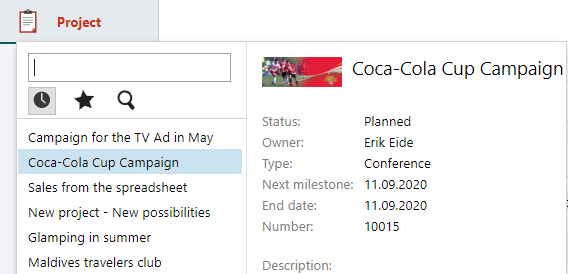 Project
Coca-Cola Cup Campaign
Campaign for the TV Ad in May
Coca-Cola Cup Campaign
Sales from the spreadsheet
New project - New possibilities
Glamping in summer
Maldives travelers club
Status: Planned
Owner: Erik Eide
Type: Conference
Next milestone: 11.09.2020
End date: 11.09.2020
Number: 10015
Description: